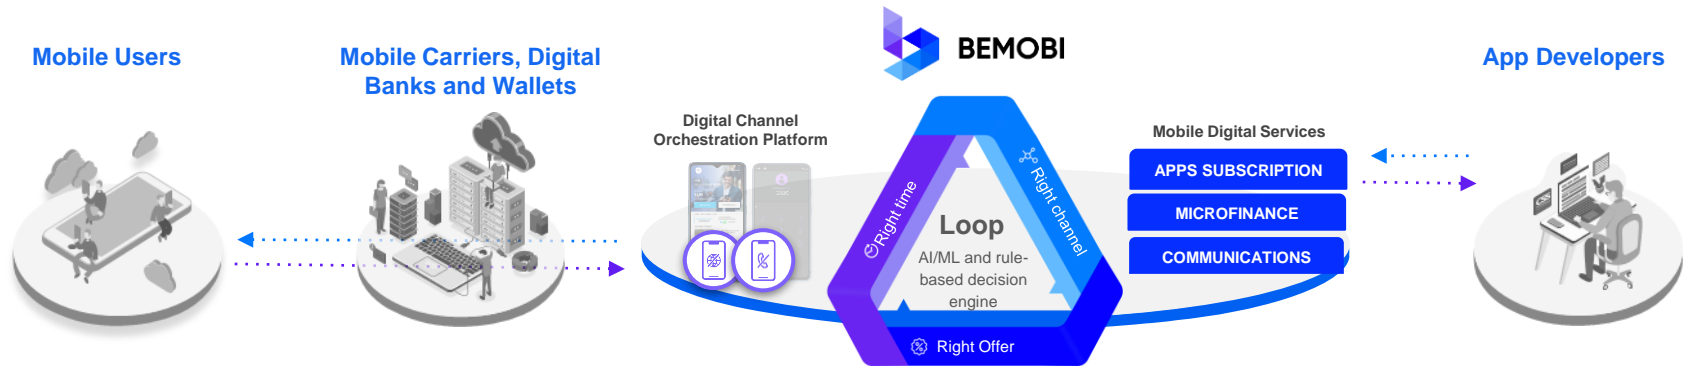 BEMOBI
Mobile Users
Mobile Carriers, Digital
Banks and Wallets
App Developers
Digital Channel
Orchestration Platform
Right time
Right channel
Loop
AI/ML and rule-
based decision
engine
Right Offer
Mobile Digital Services
APPS SUBSCRIPTION
MICROFINANCE
COMMUNICATIONS